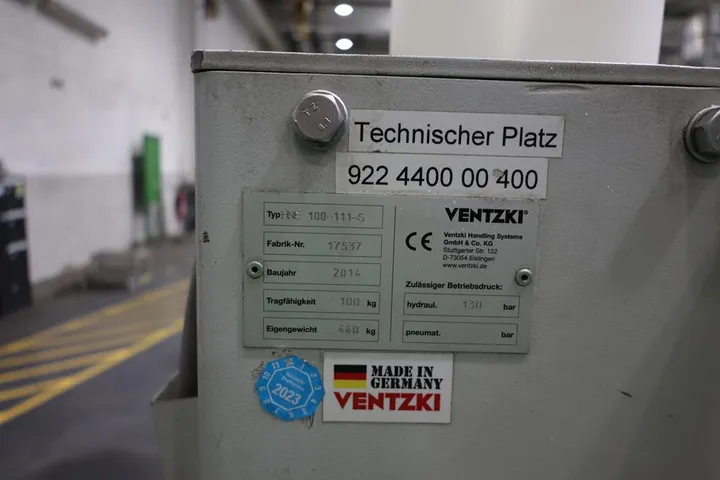 Technischer Platz
922 4400 00 400
Typ: 100-111-S
Fabrik-Nr. 17537
Baujahr 2014
Tragfähigkeit 100 kg
Eigengewicht 460 kg
VENTZKI®
CE
Ventzki Handling Systems
GmbH & Co. KG
Stuttgarter Str. 122
D-73054 Eislingen
www.ventzki.de
Zulässiger Betriebsdruck:
hydraul. 130 bar
pneumat. bar
2023
MADE IN
GERMANY
VENTZKI